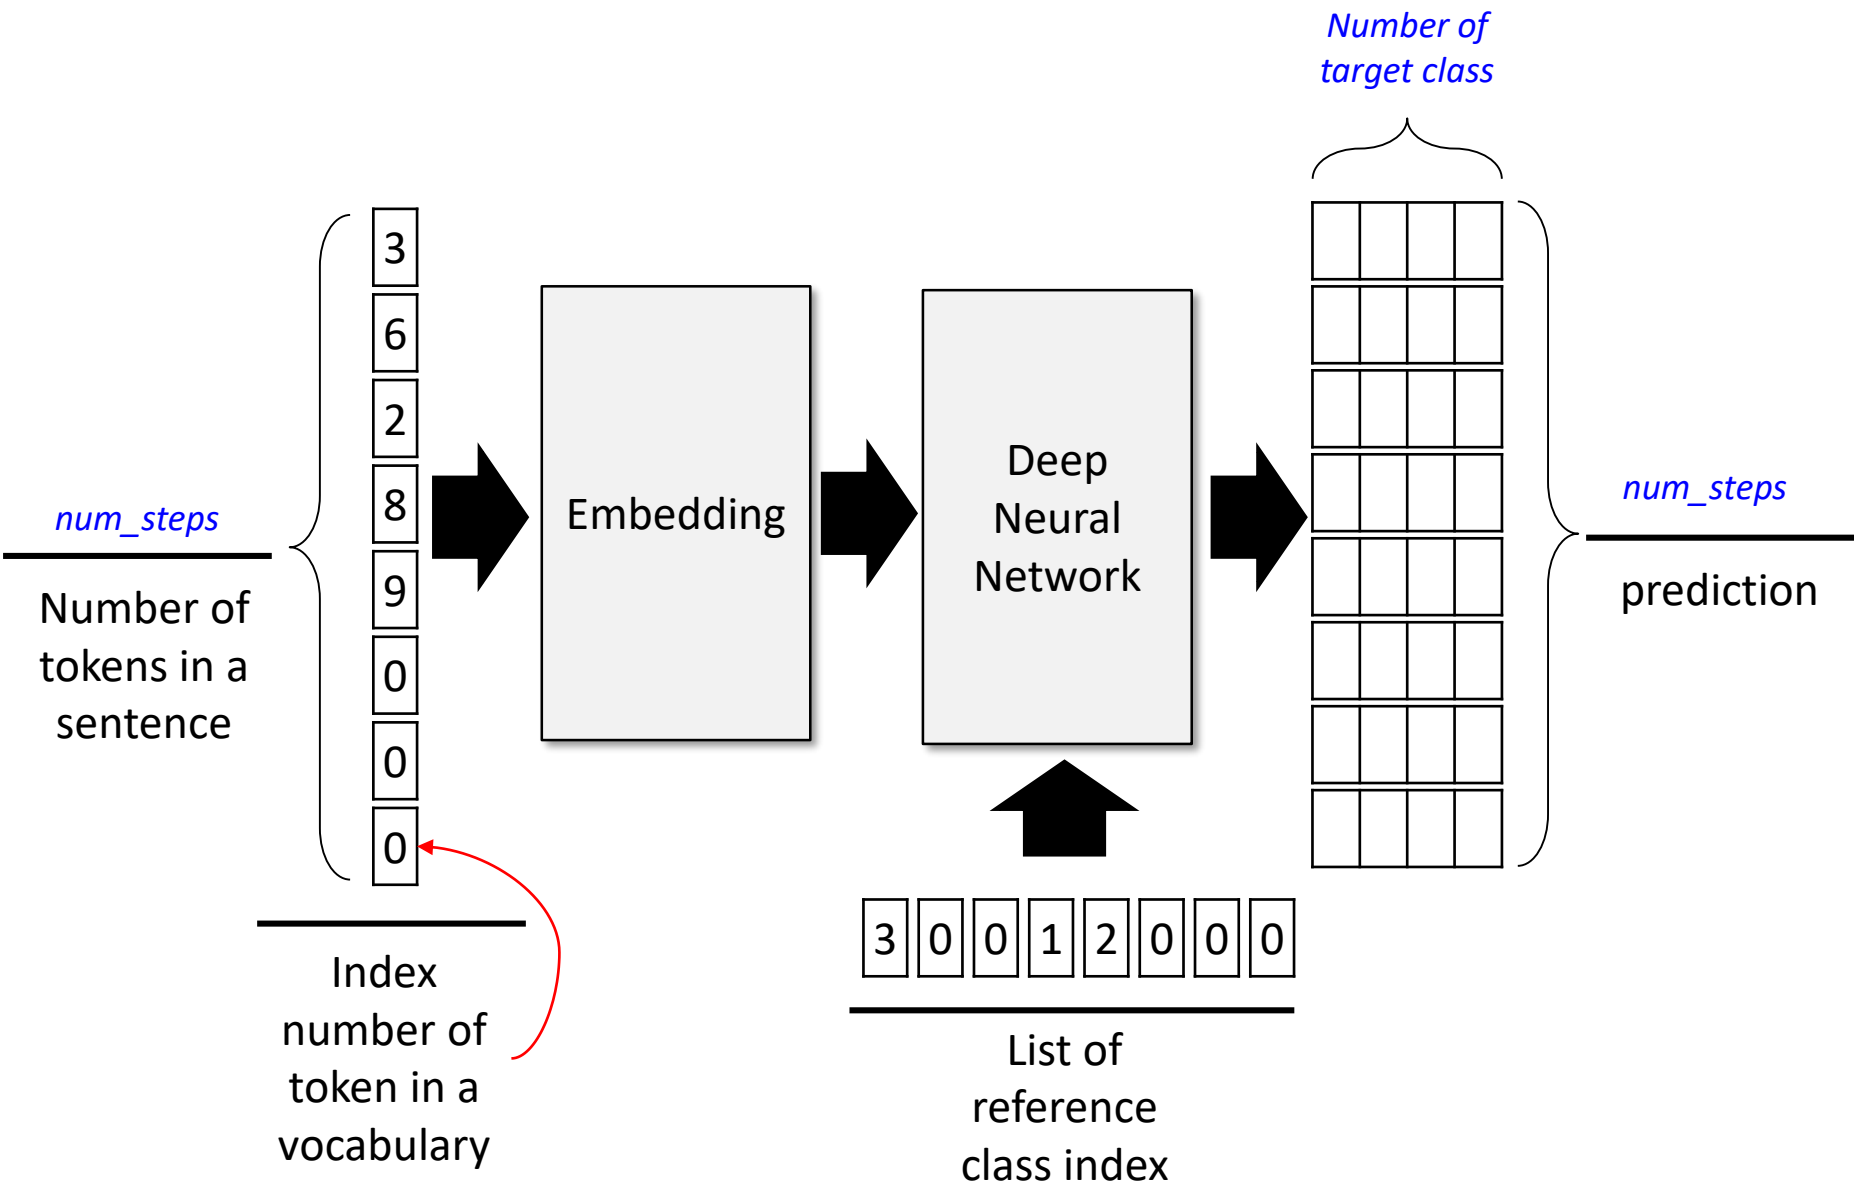 Number of
target class
3
6
2
8
9
0
0
0
num_steps
Number of
tokens in a
sentence
Embedding
Deep
Neural
Network
num_steps
prediction
Index
number of
token in a
vocabulary
3 0 0 1 2 0 0 0
List of
reference
class index